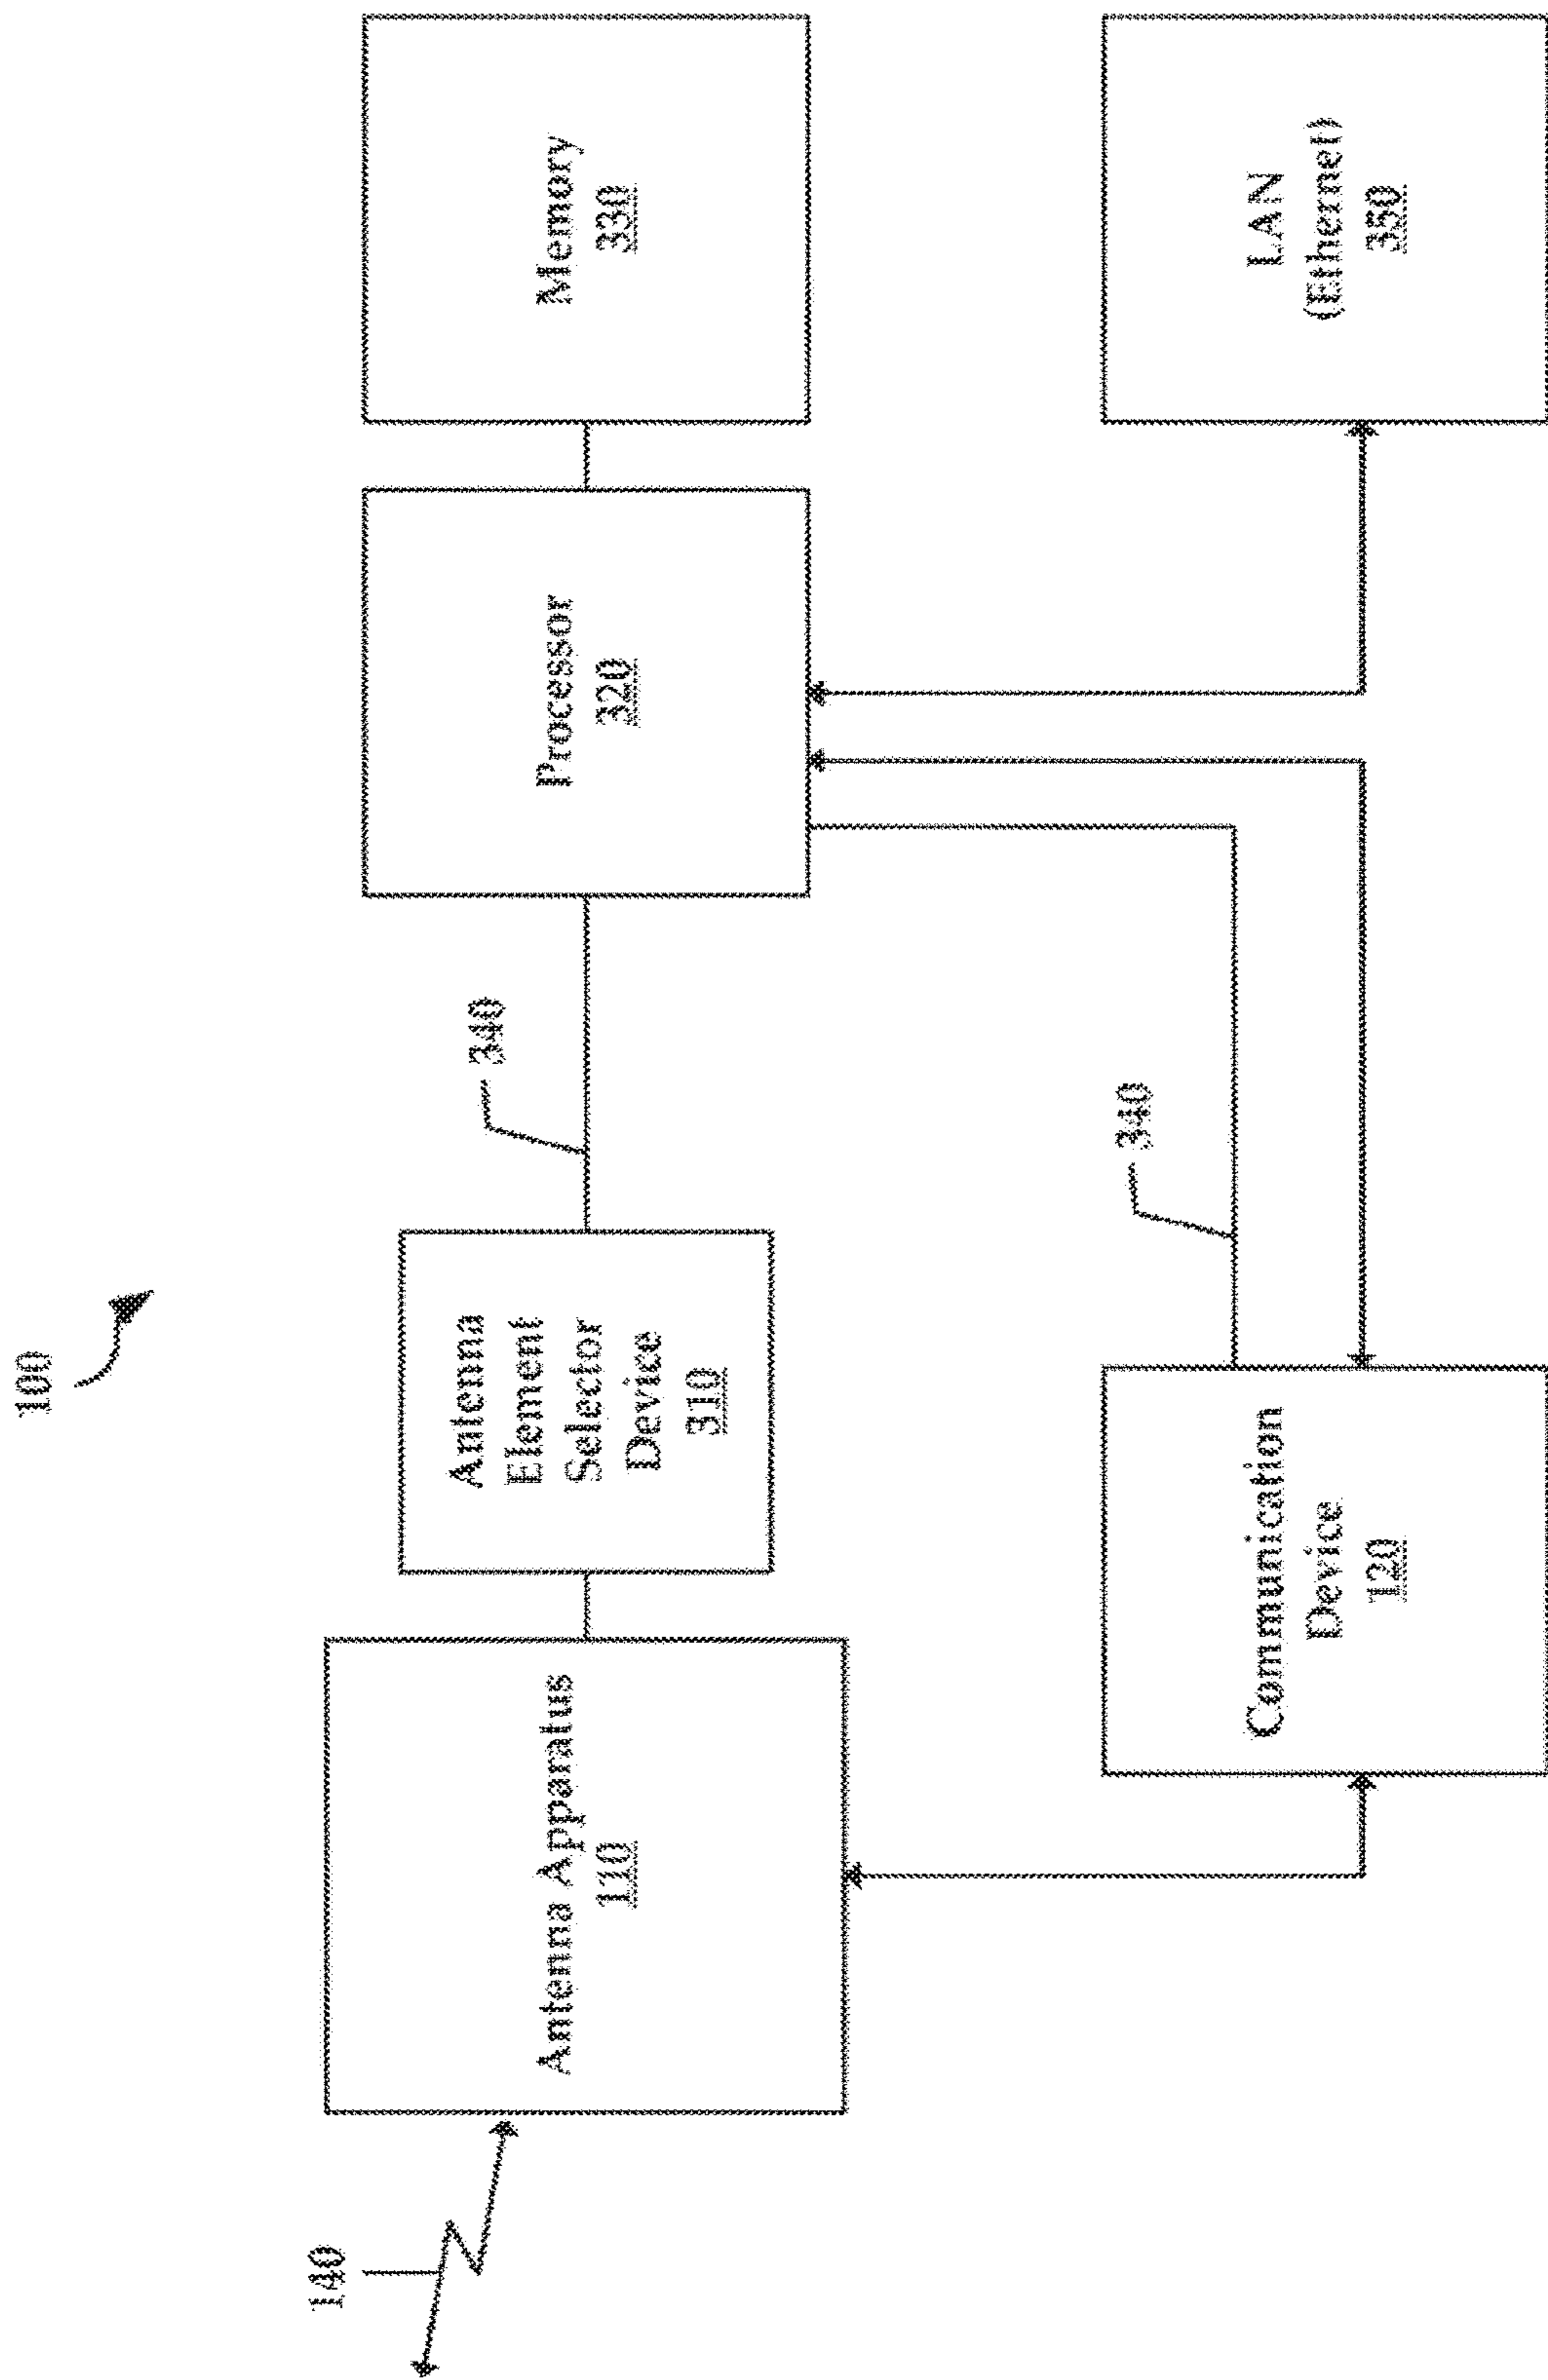 100
140
Antenna Apparatus
110
Antenna
Element
Selector
Device
310
340
Processor
320
Memory
330
Communication
Device
120
340
LAN
(Ethernet)
350